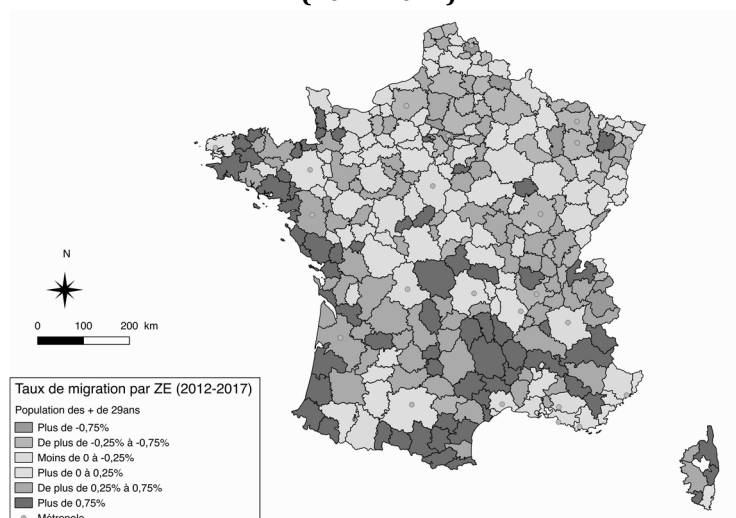 N
0 100 200 km
Taux de migration par ZE (2012-2017)
Population des + de 29ans
Plus de -0,75%
De plus de -0,25% à -0,75%
Moins de 0 à -0,25%
Plus de 0 à 0,25%
De plus de 0,25% à 0,75%
Plus de 0,75%
Métropole